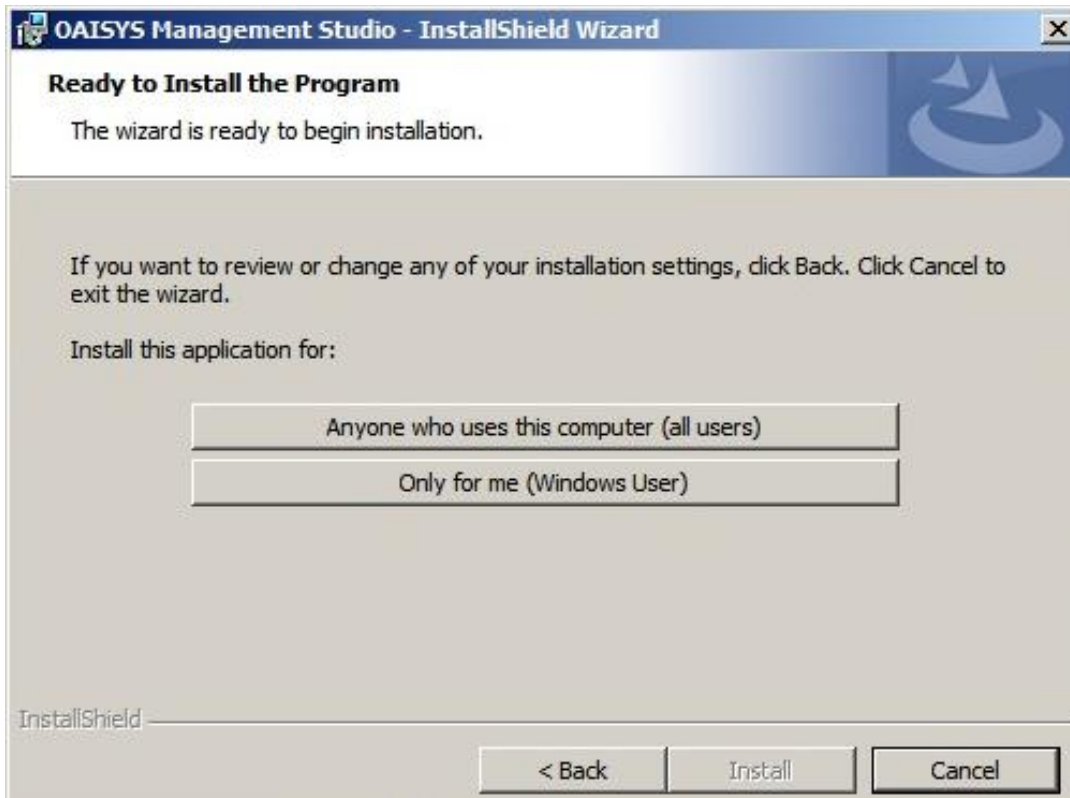 OAISYS Management Studio - InstallShield Wizard
Ready to Install the Program
The wizard is ready to begin installation.
If you want to review or change any of your installation settings, click Back. Click Cancel to
exit the wizard.
Install this application for:
Anyone who uses this computer (all users)
Only for me (Windows User)
InstallShield
< Back
Install
Cancel